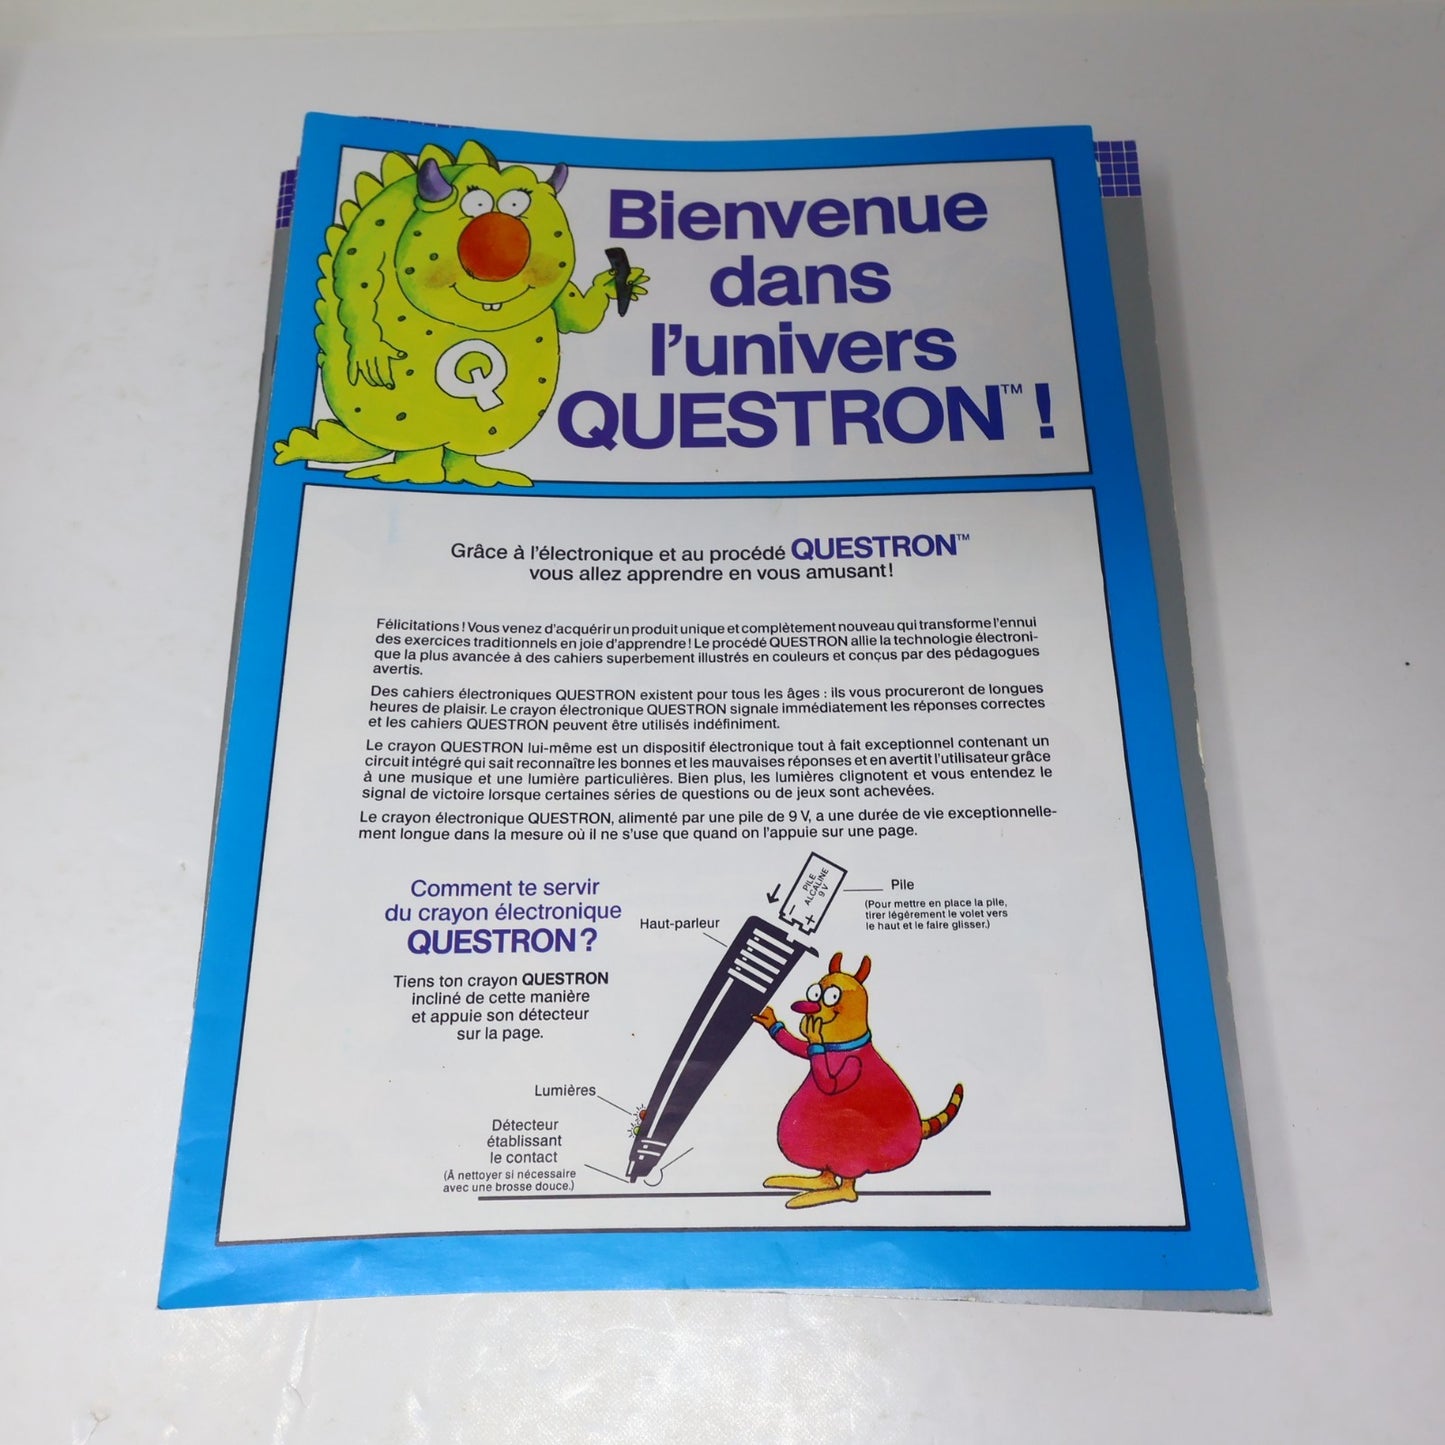 Bienvenue
dans
l'univers
QUESTRON™ !
Q
Grâce à l'électronique et au procédé QUESTRON™
vous allez apprendre en vous amusant!
Félicitations ! Vous venez d'acquérir un produit unique et complètement nouveau qui transforme l'ennui
des exercices traditionnels en joie d'apprendre ! Le procédé QUESTRON allie la technologie électroni-
que la plus avancée à des cahiers superbement illustrés en couleurs et conçus par des pédagogues
avertis.
Des cahiers électroniques QUESTRON existent pour tous les âges : ils vous procureront de longues
heures de plaisir. Le crayon électronique QUESTRON signale immédiatement les réponses correctes
et les cahiers QUESTRON peuvent être utilisés indéfiniment.
Le crayon QUESTRON lui-même est un dispositif électronique tout à fait exceptionnel contenant un
circuit intégré qui sait reconnaître les bonnes et les mauvaises réponses et en avertit l'utilisateur grâce
à une musique et une lumière particulières. Bien plus, les lumières clignotent et vous entendez le
signal de victoire lorsque certaines séries de questions ou de jeux sont achevées.
Le crayon électronique QUESTRON, alimenté par une pile de 9 V, a une durée de vie exceptionnelle-
ment longue dans la mesure où il ne s'use que quand on l'appuie sur une page.
Comment te servir
du crayon électronique
QUESTRON ?
Tiens ton crayon QUESTRON
incliné de cette manière
et appuie son détecteur
sur la page.
Haut-parleur
PILE
ALCALINE
9 V
- +
Pile
(Pour mettre en place la pile,
tirer légérement le volet vers
le haut et le faire glisser.)
Lumières
Détecteur
établissant
le contact
(À nettoyer si nécessaire
avec une brosse douce.)